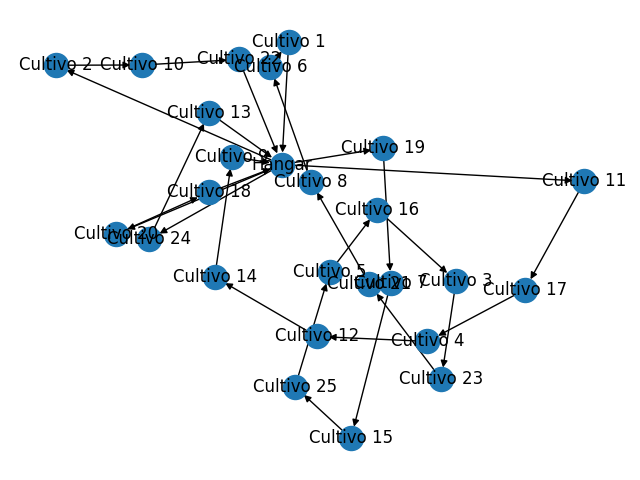 Cultivo 1
Cultivo 22
Cultivo 2
Cultivo 10
Cultivo 6
Cultivo 13
Cultivo 19
Cultivo 9
Hangar
Cultivo 8
Cultivo 11
Cultivo 18
Cultivo 16
Cultivo 20
Cultivo 24
Cultivo 5
Cultivo 14
Cultivo 21
Cultivo 7
Cultivo 3
Cultivo 17
Cultivo 12
Cultivo 4
Cultivo 23
Cultivo 25
Cultivo 15